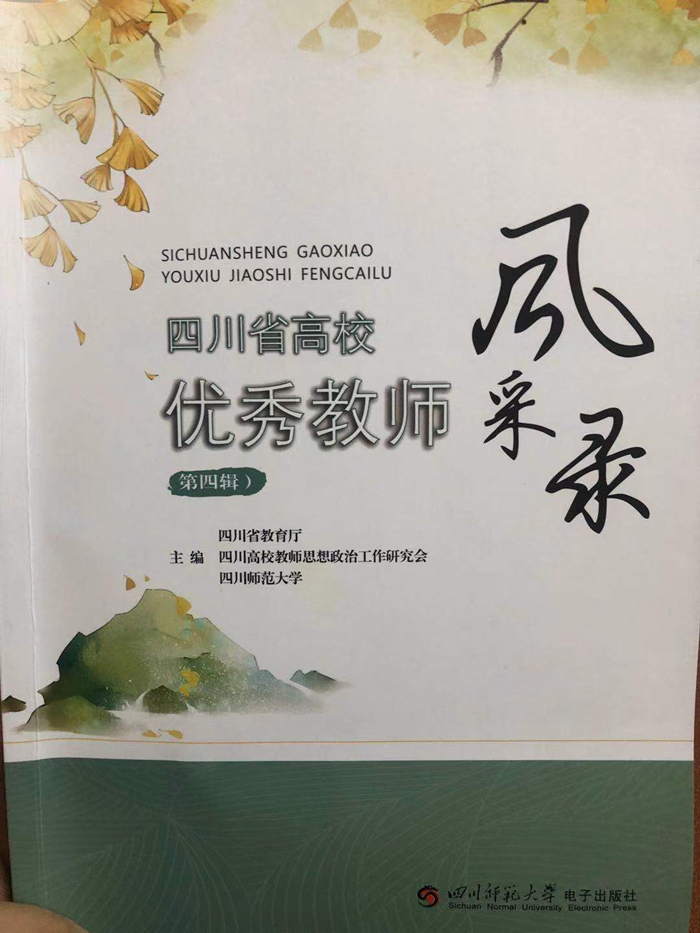 SICHUANSHENG GAOXIAO
YOUXIU JIAOSHI FENGCAILU
四川省高校
优秀教师
風采录
第四辑）
四川省教育厅
主编 四川高校教师思想政治工作研究会
四川师范大学
四川师范大学 电子出版社
Sichuan Normal University Electronic Press